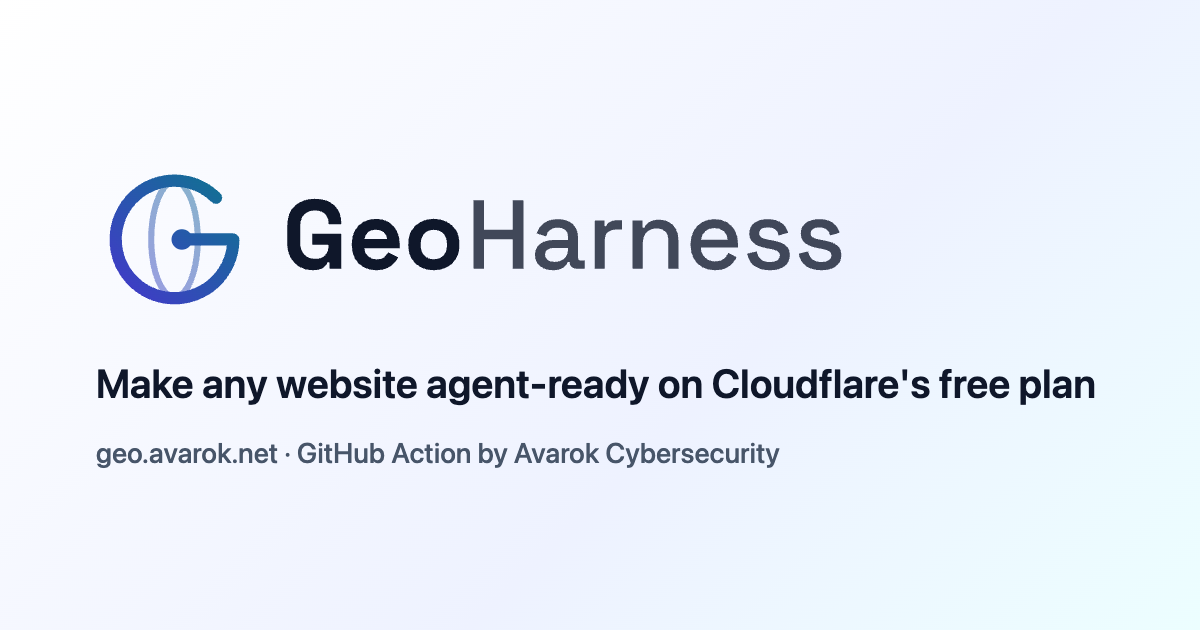 GeoHarness
Make any website agent-ready on Cloudflare's free plan
geo.avarok.net · GitHub Action by Avarok Cybersecurity